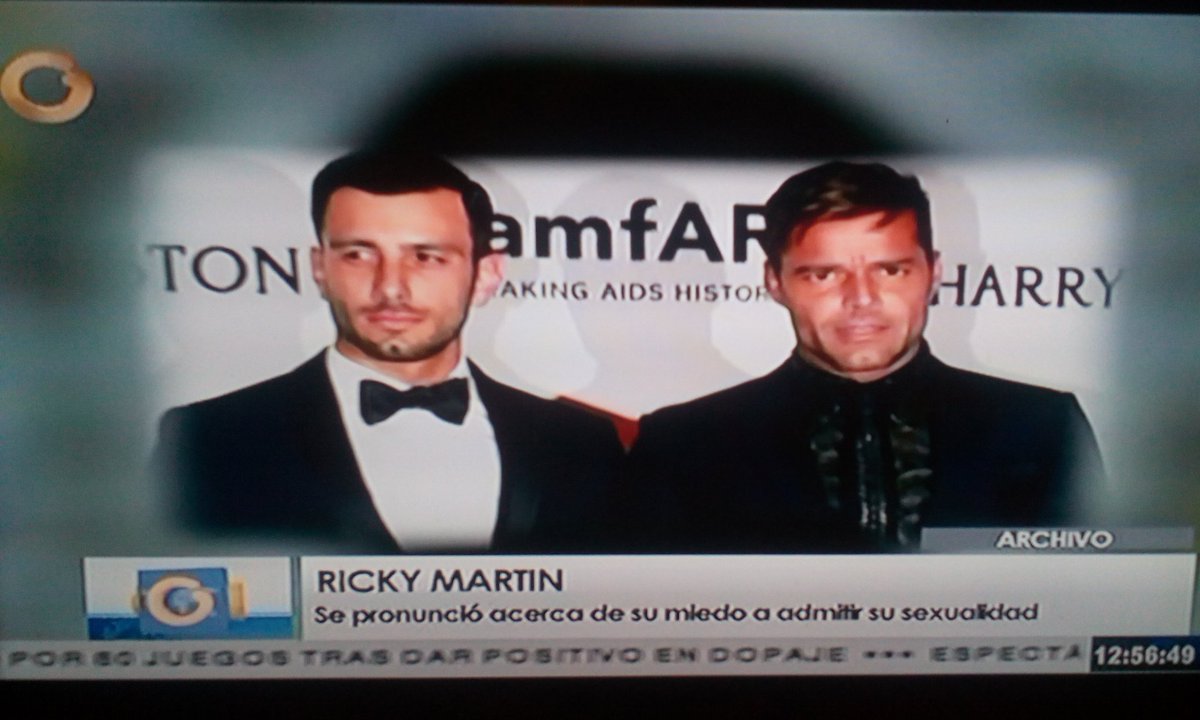 TON
amfAR
AKING AIDS HISTOR
HARRY
ARCHIVO
RICKY MARTIN
Se pronunció acerca de su miedo a admitir su sexualidad
POR 80 JUEGOS TRAS DAR POSITIVO EN DOPAJE *** ESPECTA
12:56:49